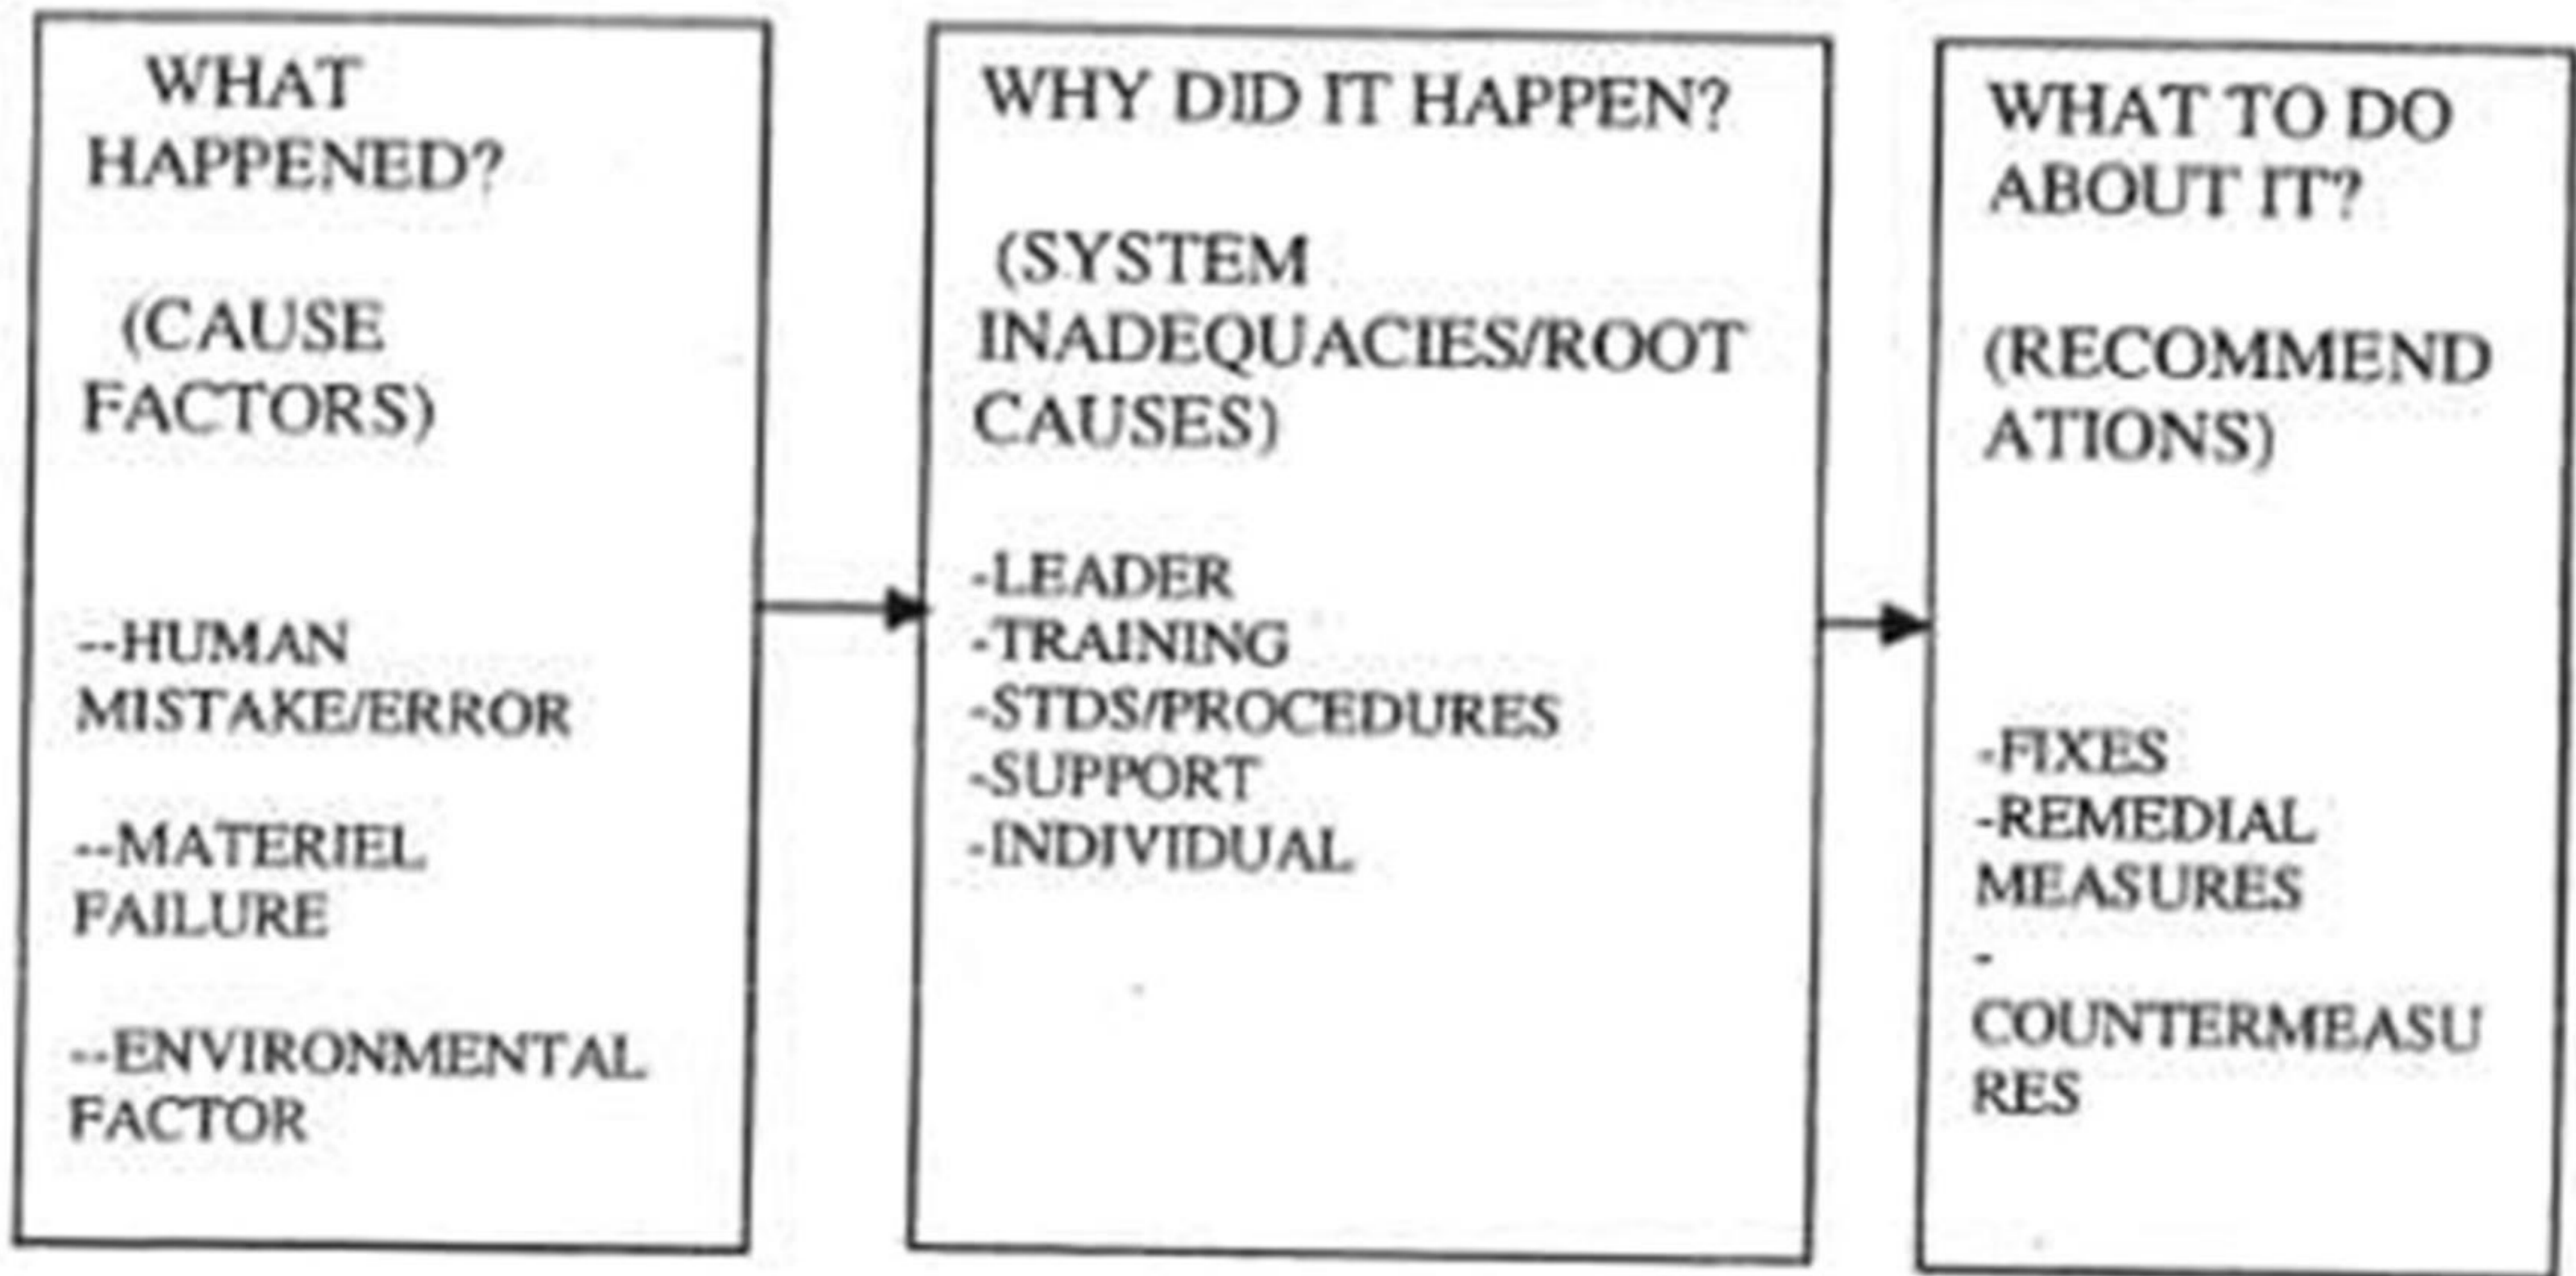 WHAT
HAPPENED?
(CAUSE
FACTORS)
--HUMAN
MISTAKE/ERROR
--MATERIEL
FAILURE
--ENVIRONMENTAL
FACTOR
WHY DID IT HAPPEN?
(SYSTEM
INADEQUACIES/ROOT
CAUSES)
-LEADER
-TRAINING
-STDS/PROCEDURES
-SUPPORT
-INDIVIDUAL
WHAT TO DO
ABOUT IT?
(RECOMMEND
ATIONS)
-FIXES
-REMEDIAL
MEASURES
-
COUNTERMEASU
RES